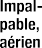 Impal-
pable,
aérien